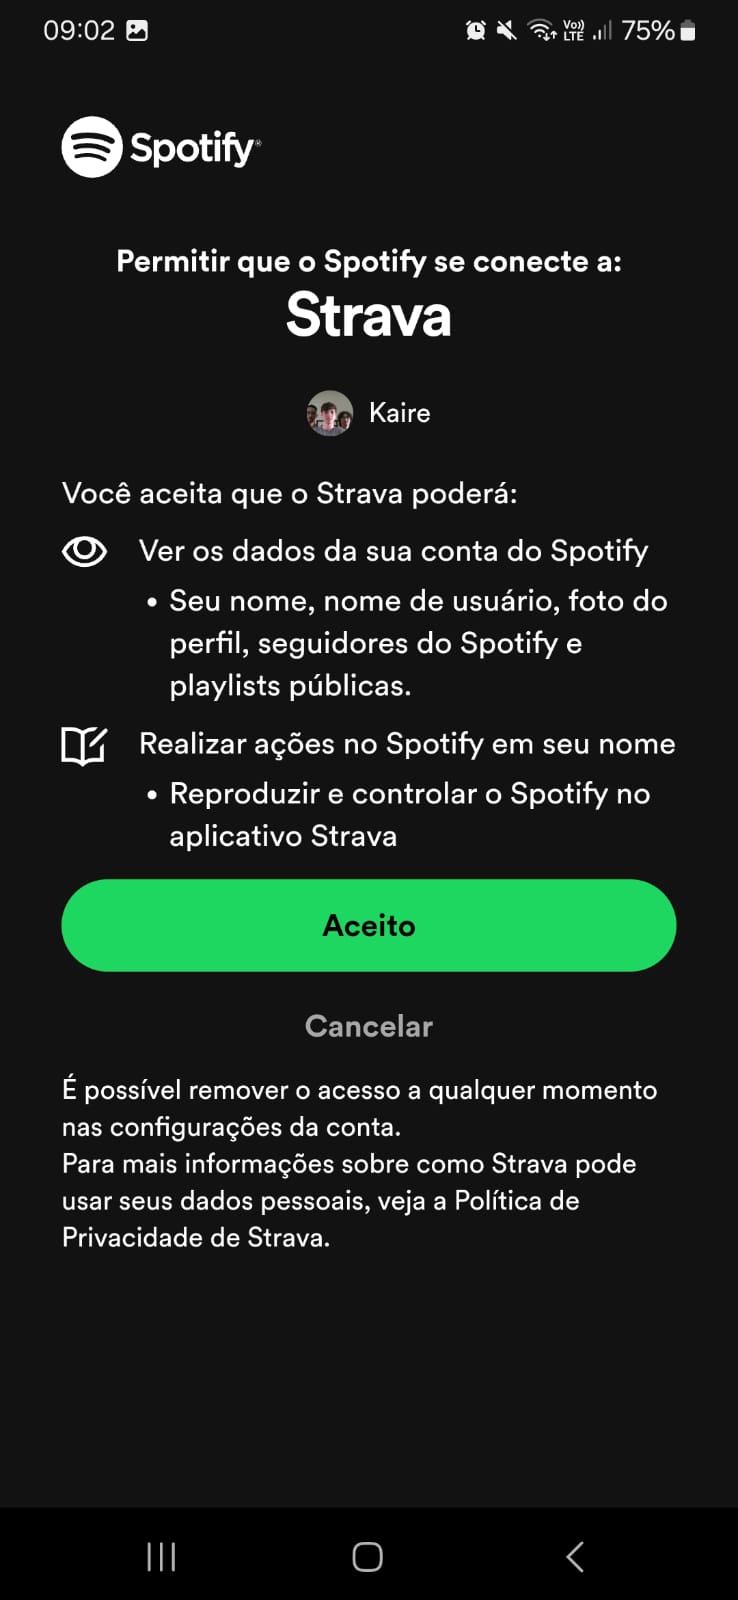 09:02 Vo)) LTE 75%
Spotify®
Permitir que o Spotify se conecte a:
Strava
Kaire
Você aceita que o Strava poderá:
Ver os dados da sua conta do Spotify
• Seu nome, nome de usuário, foto do
perfil, seguidores do Spotify e
playlists públicas.
Realizar ações no Spotify em seu nome
• Reproduzir e controlar o Spotify no
aplicativo Strava
Aceito
Cancelar
É possível remover o acesso a qualquer momento
nas configurações da conta.
Para mais informações sobre como Strava pode
usar seus dados pessoais, veja a Política de
Privacidade de Strava.